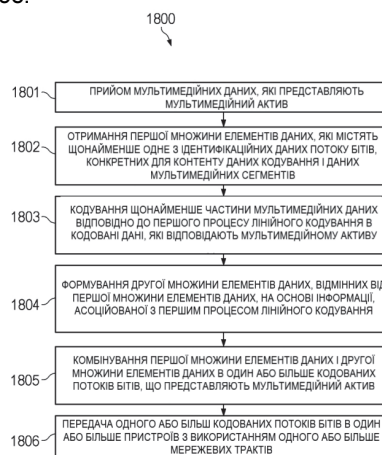 1800
1801
ПРИЙОМ МУЛЬТИМЕДІЙНИХ ДАНИХ, ЯКІ ПРЕДСТАВЛЯЮТЬ
МУЛЬТИМЕДІЙНИЙ АКТИВ
1802
ОТРИМАННЯ ПЕРШОЇ МНОЖИНИ ЕЛЕМЕНТІВ ДАНИХ, ЯКІ МІСТЯТЬ
ЩОНАЙМЕНШЕ ОДНЕ З ІДЕНТИФІКАЦІЙНИХ ДАНИХ ПОТОКУ БІТІВ,
КОНКРЕТНИХ ДЛЯ КОНТЕНТУ ДАНИХ КОДУВАННЯ І ДАНИХ
МУЛЬТИМЕДІЙНИХ СЕГМЕНТІВ
1803
КОДУВАННЯ ЩОНАЙМЕНШЕ ЧАСТИНИ МУЛЬТИМЕДІЙНИХ ДАНИХ
ВІДПОВІДНО ДО ПЕРШОГО ПРОЦЕСУ ЛІНІЙНОГО КОДУВАННЯ В
КОДОВАНІ ДАНІ, ЯКІ ВІДПОВІДАЮТЬ МУЛЬТИМЕДІЙНОМУ АКТИВУ
1804
ФОРМУВАННЯ ДРУГОЇ МНОЖИНИ ЕЛЕМЕНТІВ ДАНИХ, ВІДМІННИХ ВІД
ПЕРШОЇ МНОЖИНИ ЕЛЕМЕНТІВ ДАНИХ, НА ОСНОВІ ІНФОРМАЦІЇ,
АСОЦІЙОВАНОЇ З ПЕРШИМ ПРОЦЕСОМ ЛІНІЙНОГО КОДУВАННЯ
1805
КОМБІНУВАННЯ ПЕРШОЇ МНОЖИНИ ЕЛЕМЕНТІВ ДАНИХ І ДРУГОЇ
МНОЖИНИ ЕЛЕМЕНТІВ ДАНИХ В ОДИН АБО БІЛЬШЕ КОДОВАНИХ
ПОТОКІВ БІТІВ, ЩО ПРЕДСТАВЛЯЮТЬ МУЛЬТИМЕДІЙНИЙ АКТИВ
1806
ПЕРЕДАЧА ОДНОГО АБО БІЛЬШ КОДОВАНИХ ПОТОКІВ БІТІВ В ОДИН
АБО БІЛЬШЕ ПРИСТРОЇВ З ВИКОРИСТАННЯМ ОДНОГО АБО БІЛЬШЕ
МЕРЕЖЕВИХ ТРАКТІВ